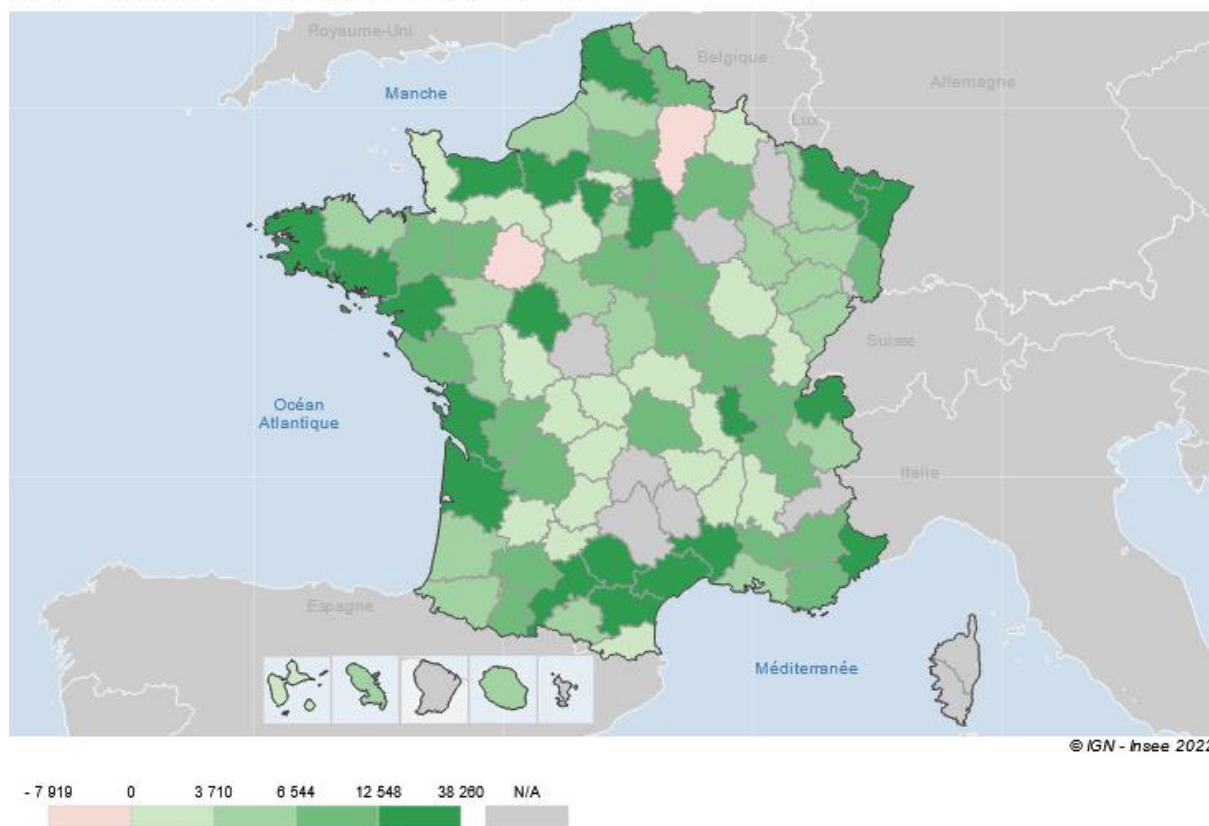 Royaume-Uni
Belgique
Allemagne
Manche
Lux.
Suisse
Océan
Atlantique
Italie
Espagne
Méditerranée
© IGN - Insee 2022
- 7 919 0 3 710 6 544 12 548 38 260 N/A